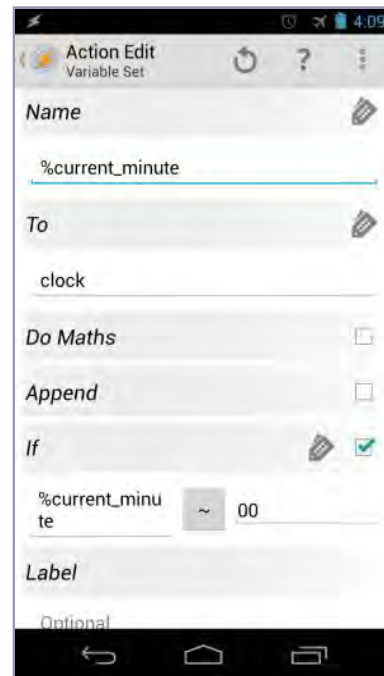 4:09
Action Edit
Variable Set
?
Name
%current_minute
To
clock
Do Maths
Append
If
%current_minu
te
~
00
Label
Optional